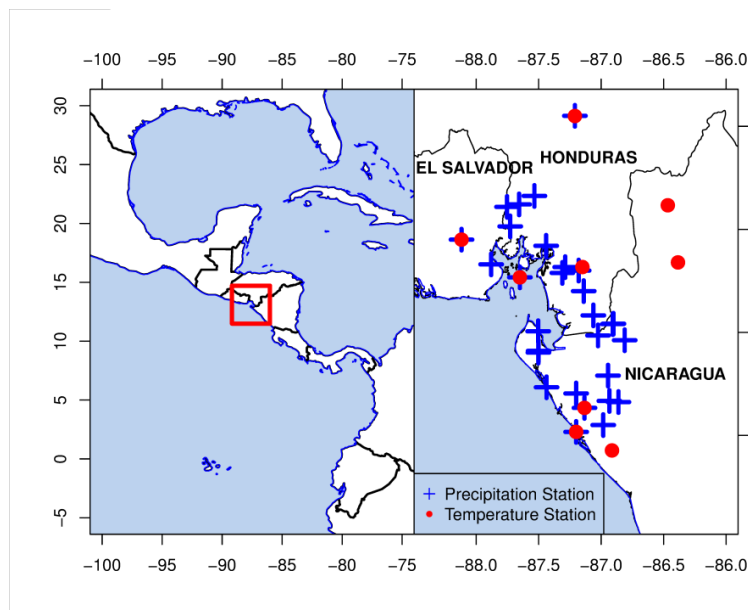 −100 −95 −90 −85 −80 −75 −88.0 −87.5 −87.0 −86.5 −86.0
30
25
20
15
10
5
0
−5
EL SALVADOR
HONDURAS
NICARAGUA
Precipitation Station
Temperature Station
−100 −95 −90 −85 −80 −75 −88.0 −87.5 −87.0 −86.5 −86.0